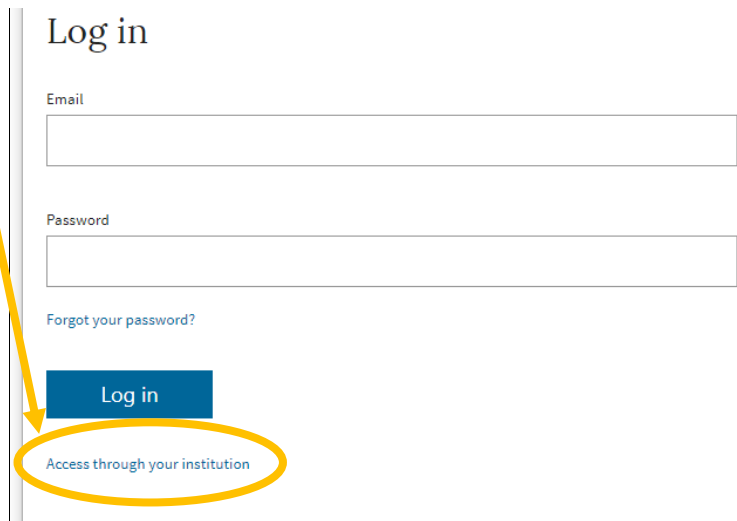 Log in
Email
Password
Forgot your password?
Log in
Access through your institution